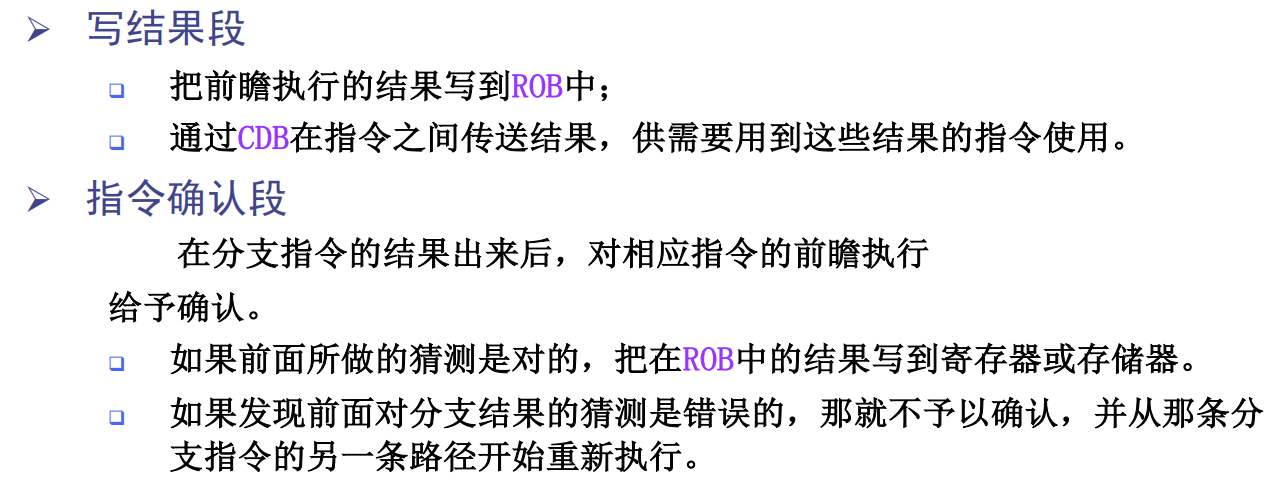 写结果段
把前瞻执行的结果写到ROB中；
通过CDB在指令之间传送结果，供需要用到这些结果的指令使用。
指令确认段
在分支指令的结果出来后，对相应指令的前瞻执行
给予确认。
如果前面所做的猜测是对的，把在ROB中的结果写到寄存器或存储器。
如果发现前面对分支结果的猜测是错误的，那就不予以确认，并从那条分
支指令的另一条路径开始重新执行。